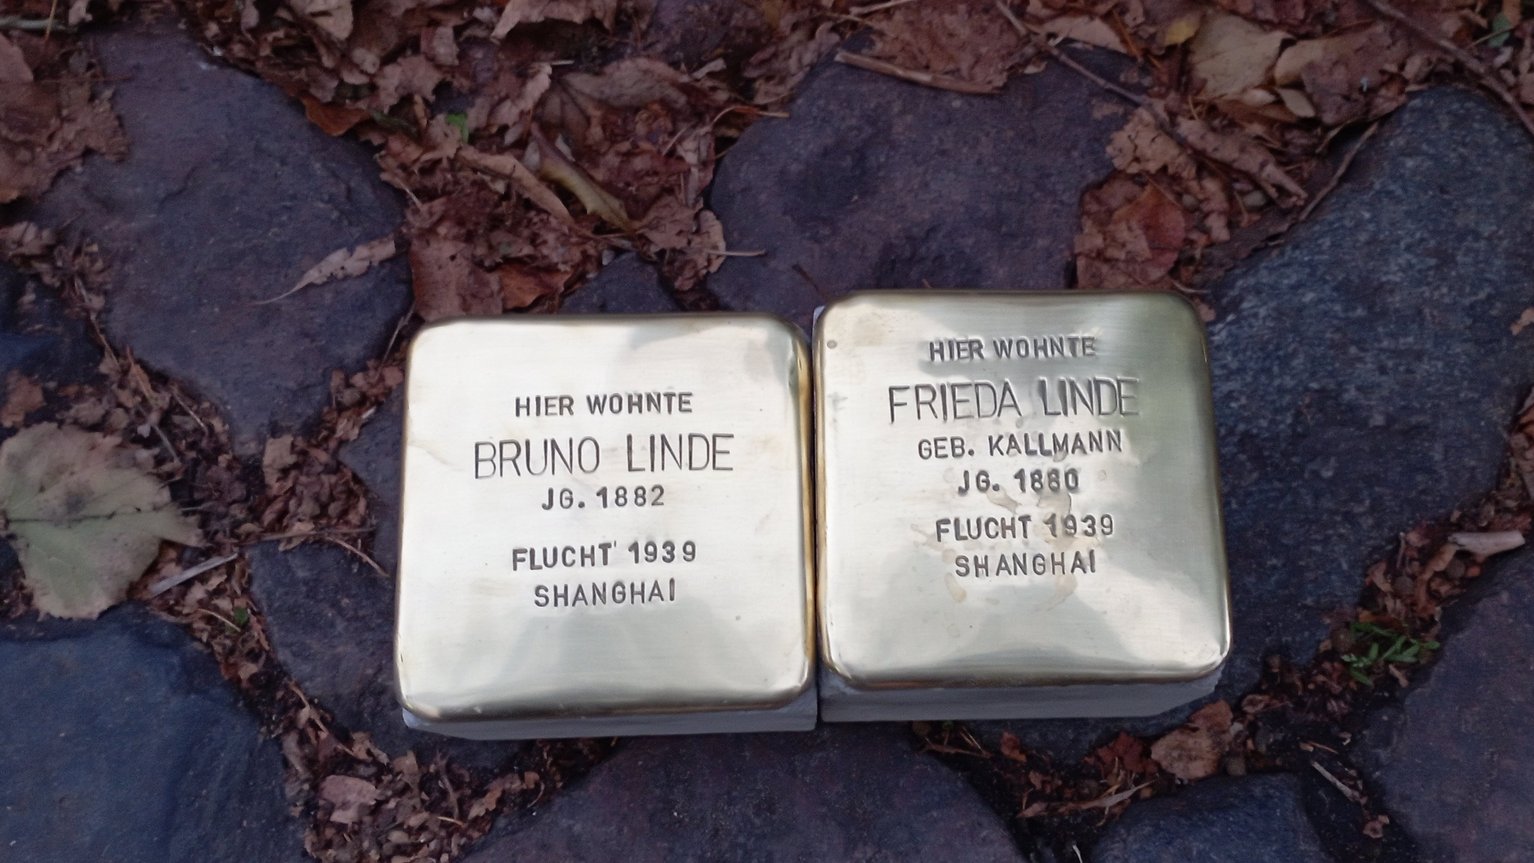 HIER WOHNTE
BRUNO LINDE
JG. 1882
FLUCHT 1939
SHANGHAI
HIER WOHNTE
FRIEDA LINDE
GEB. KALLMANN
JG. 1880
FLUCHT 1939
SHANGHAI